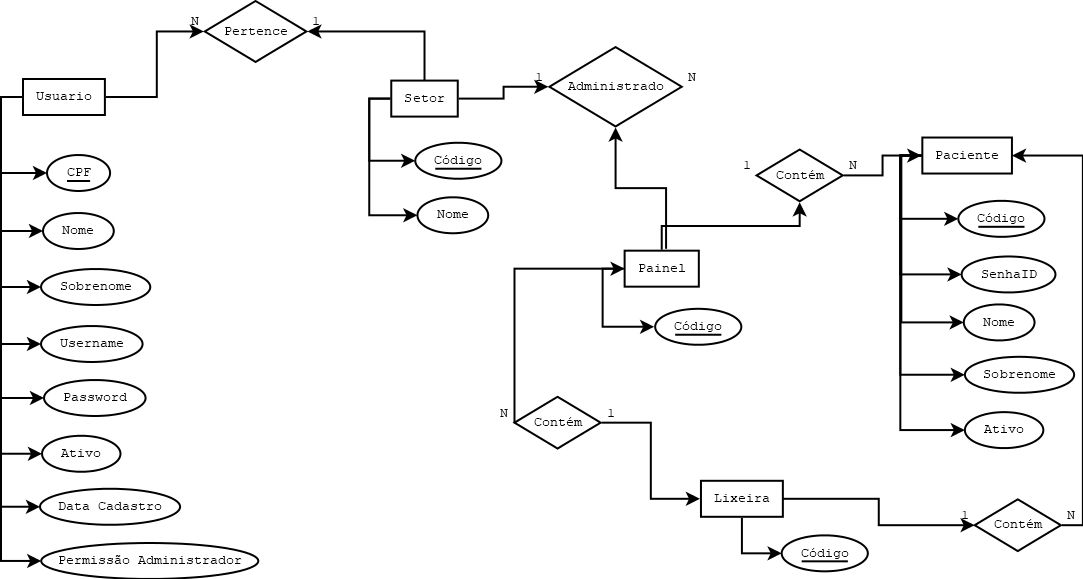 N
Pertence
1
Usuario
Setor
1
Administrado
N
CPF
Código
Nome
Nome
Sobrenome
Username
Password
Ativo
Data Cadastro
Permissão Administrador
1
Contém
N
Paciente
Código
SenhaID
Nome
Sobrenome
Ativo
Painel
Código
N
Contém
1
Lixeira
Código
1
Contém
N